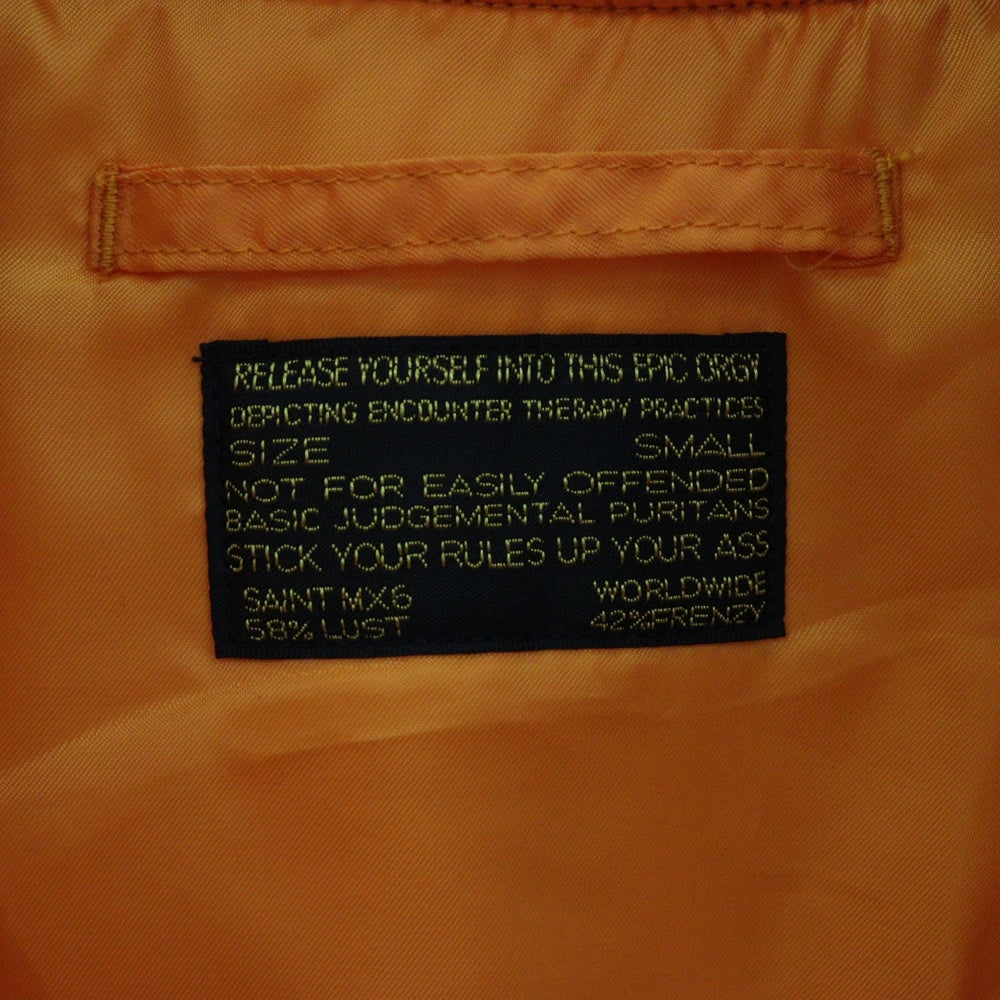 RELEASE YOURSELF INTO THIS EPIC ORGY
DEPICTING ENCOUNTER THERAPY PRACTICES
SIZE SMALL
NOT FOR EASILY OFFENDED
BASIC JUDGEMENTAL PURITANS
STICK YOUR RULES UP YOUR ASS
SAINT MX6 WORLDWIDE
58% LUST 42%FRENZY